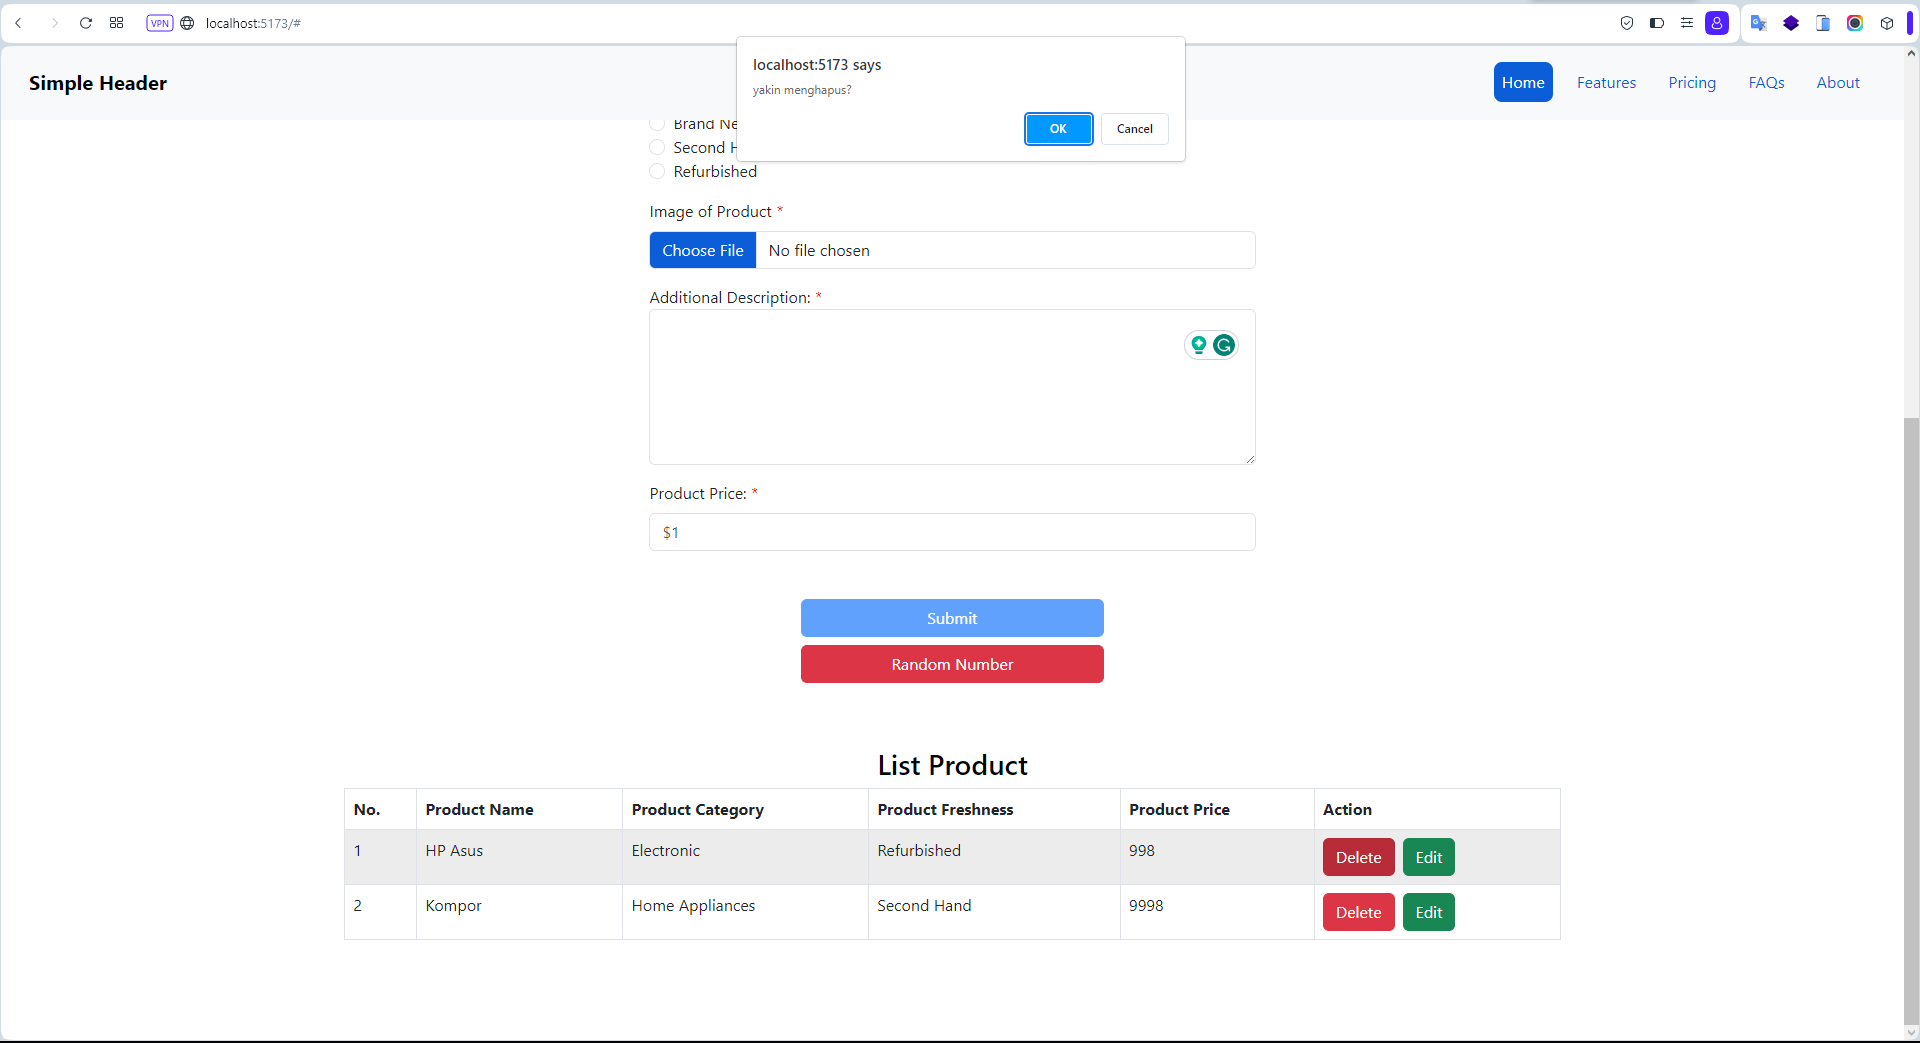 VPN localhost:5173/#
localhost:5173 says
yakin menghapus?
OK Cancel
Simple Header
Home Features Pricing FAQs About
Brand Ne
Second H
Refurbished
Image of Product *
Choose File No file chosen
Additional Description: *
Product Price: *
$1
Submit
Random Number
List Product
No. Product Name Product Category Product Freshness Product Price Action
1 HP Asus Electronic Refurbished 998 Delete Edit
2 Kompor Home Appliances Second Hand 9998 Delete Edit